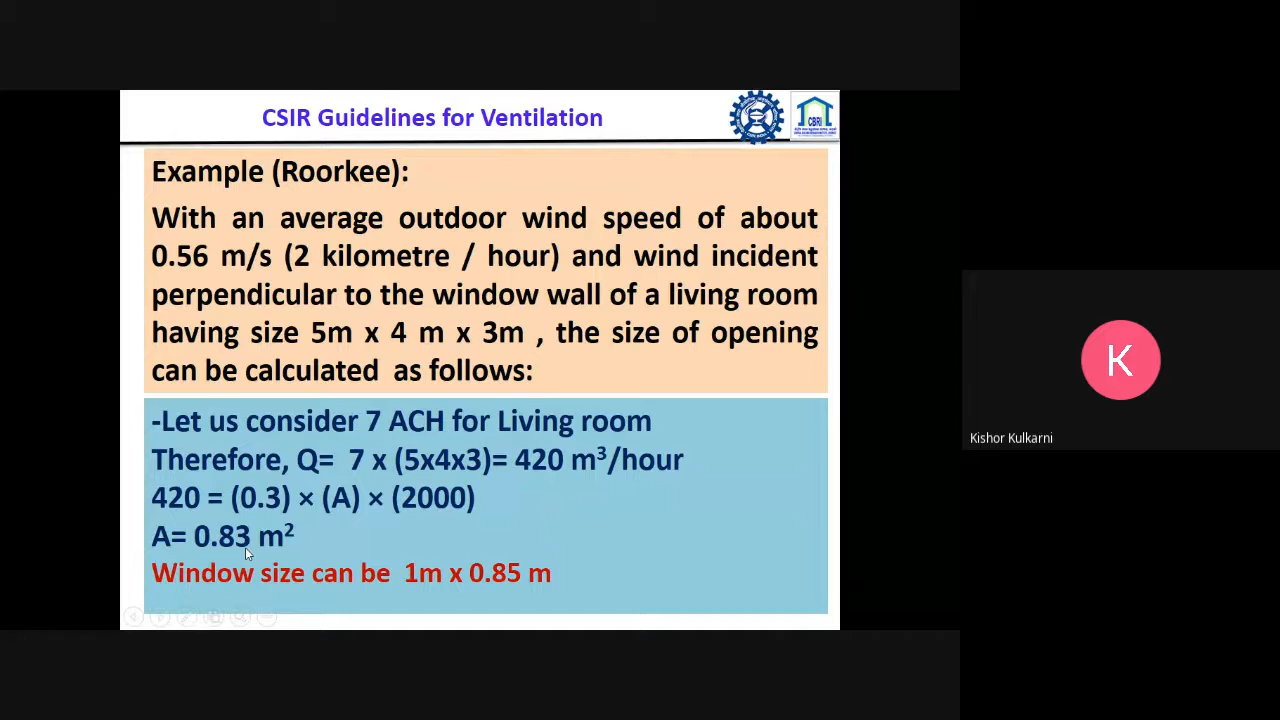 CSIR Guidelines for Ventilation
CBRI
Example (Roorkee):
With an average outdoor wind speed of about
0.56 m/s (2 kilometre / hour) and wind incident
perpendicular to the window wall of a living room
having size 5m x 4 m x 3m , the size of opening
can be calculated as follows:
-Let us consider 7 ACH for Living room
Therefore, Q= 7 x (5x4x3)= 420 m³/hour
420 = (0.3) × (A) × (2000)
A= 0.83 m²
Window size can be 1m x 0.85 m
K
Kishor Kulkarni